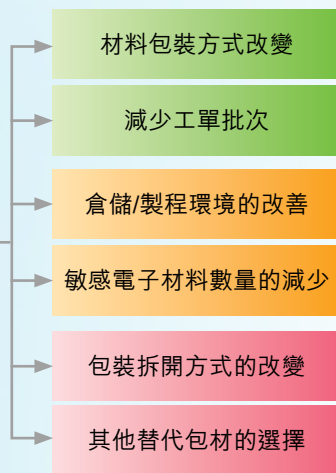 材料包裝方式改變
減少工單批次
倉儲/製程環境的改善
敏感電子材料數量的減少
包裝拆開方式的改變
其他替代包材的選擇